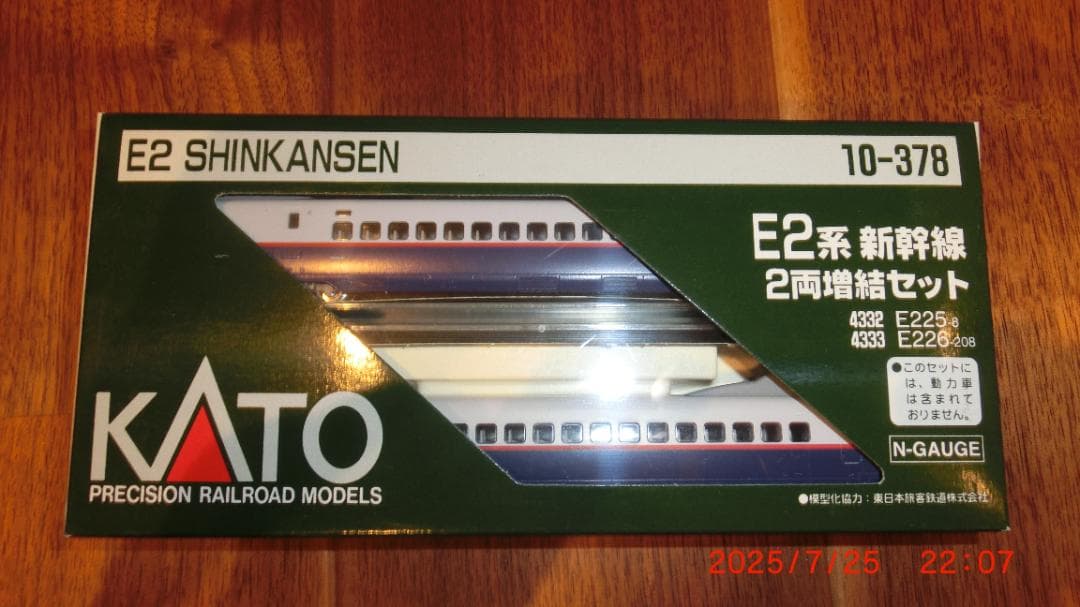 E2 SHINKANSEN
10-378
E2系 新幹線
2両増結セット
4332 E225-8
4333 E226-208
●このセットに
は、動力車
は含まれて
おりません。
N-GAUGE
KATO
PRECISION RAILROAD MODELS
●模型化協力：東日本旅客鉄道株式会社
2025/7/25 22:07